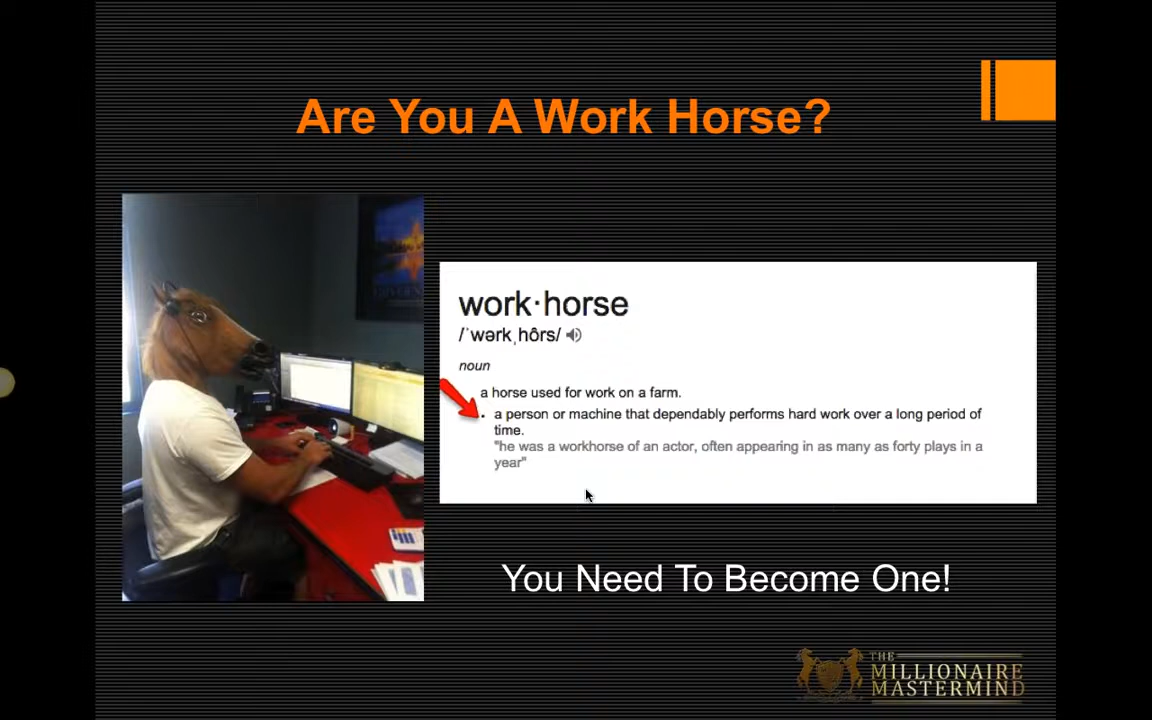 Are You A Work Horse?
work·horse
/ˈwərkˌhôrs/
noun
a horse used for work on a farm.
• a person or machine that dependably performs hard work over a long period of
time.
"he was a workhorse of an actor, often appearing in as many as forty plays in a
year"
You Need To Become One!
THE
MILLIONAIRE
MASTERMIND